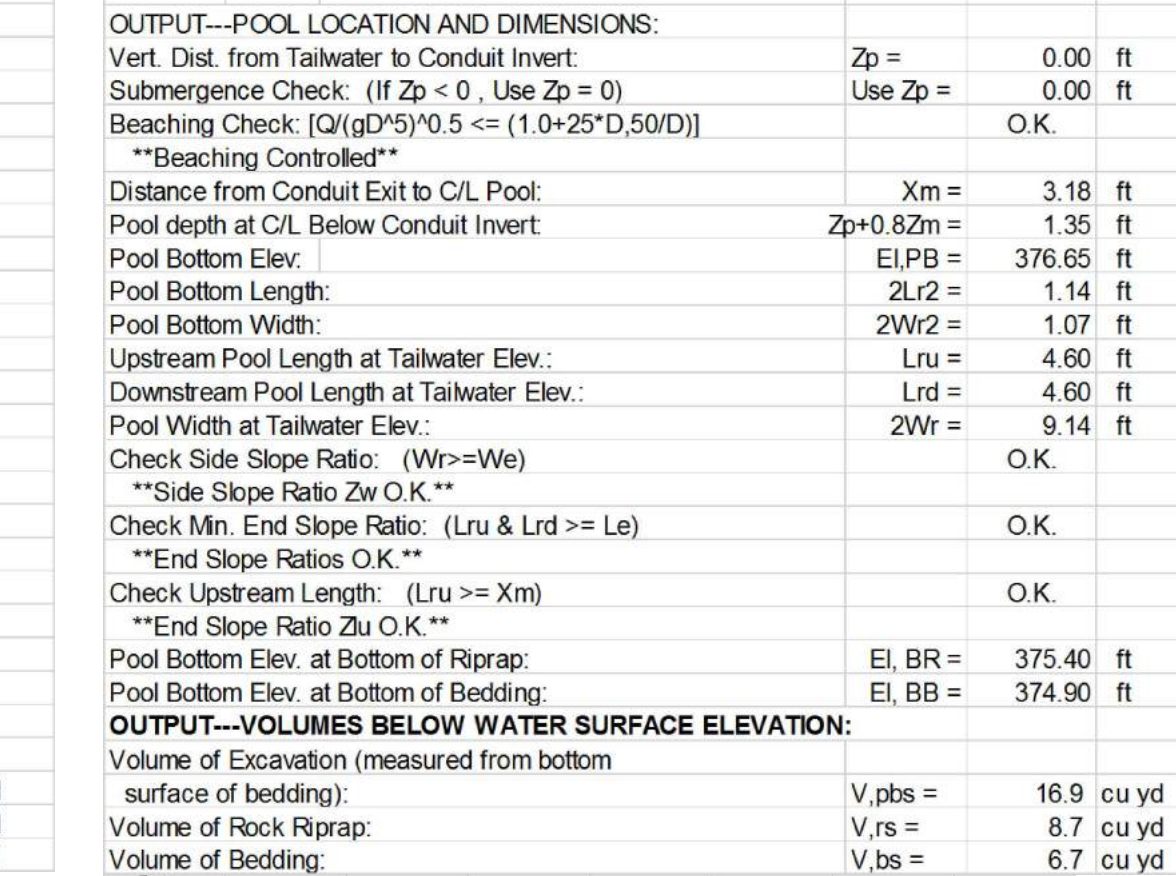 OUTPUT---POOL LOCATION AND DIMENSIONS:
Vert. Dist. from Tailwater to Conduit Invert: Zp = 0.00 ft
Submergence Check: (If Zp < 0 , Use Zp = 0) Use Zp = 0.00 ft
Beaching Check: [Q/(gD^5)^0.5 <= (1.0+25*D,50/D)] O.K.
**Beaching Controlled**
Distance from Conduit Exit to C/L Pool: Xm = 3.18 ft
Pool depth at C/L Below Conduit Invert: Zp+0.8Zm = 1.35 ft
Pool Bottom Elev: El,PB = 376.65 ft
Pool Bottom Length: 2Lr2 = 1.14 ft
Pool Bottom Width: 2Wr2 = 1.07 ft
Upstream Pool Length at Tailwater Elev.: Lru = 4.60 ft
Downstream Pool Length at Tailwater Elev.: Lrd = 4.60 ft
Pool Width at Tailwater Elev.: 2Wr = 9.14 ft
Check Side Slope Ratio: (Wr>=We) O.K.
**Side Slope Ratio Zw O.K.**
Check Min. End Slope Ratio: (Lru & Lrd >= Le) O.K.
**End Slope Ratios O.K.**
Check Upstream Length: (Lru >= Xm) O.K.
**End Slope Ratio Zlu O.K.**
Pool Bottom Elev. at Bottom of Riprap: El, BR = 375.40 ft
Pool Bottom Elev. at Bottom of Bedding: El, BB = 374.90 ft
OUTPUT---VOLUMES BELOW WATER SURFACE ELEVATION:
Volume of Excavation (measured from bottom
surface of bedding): V,pbs = 16.9 cu yd
Volume of Rock Riprap: V,rs = 8.7 cu yd
Volume of Bedding: V,bs = 6.7 cu yd